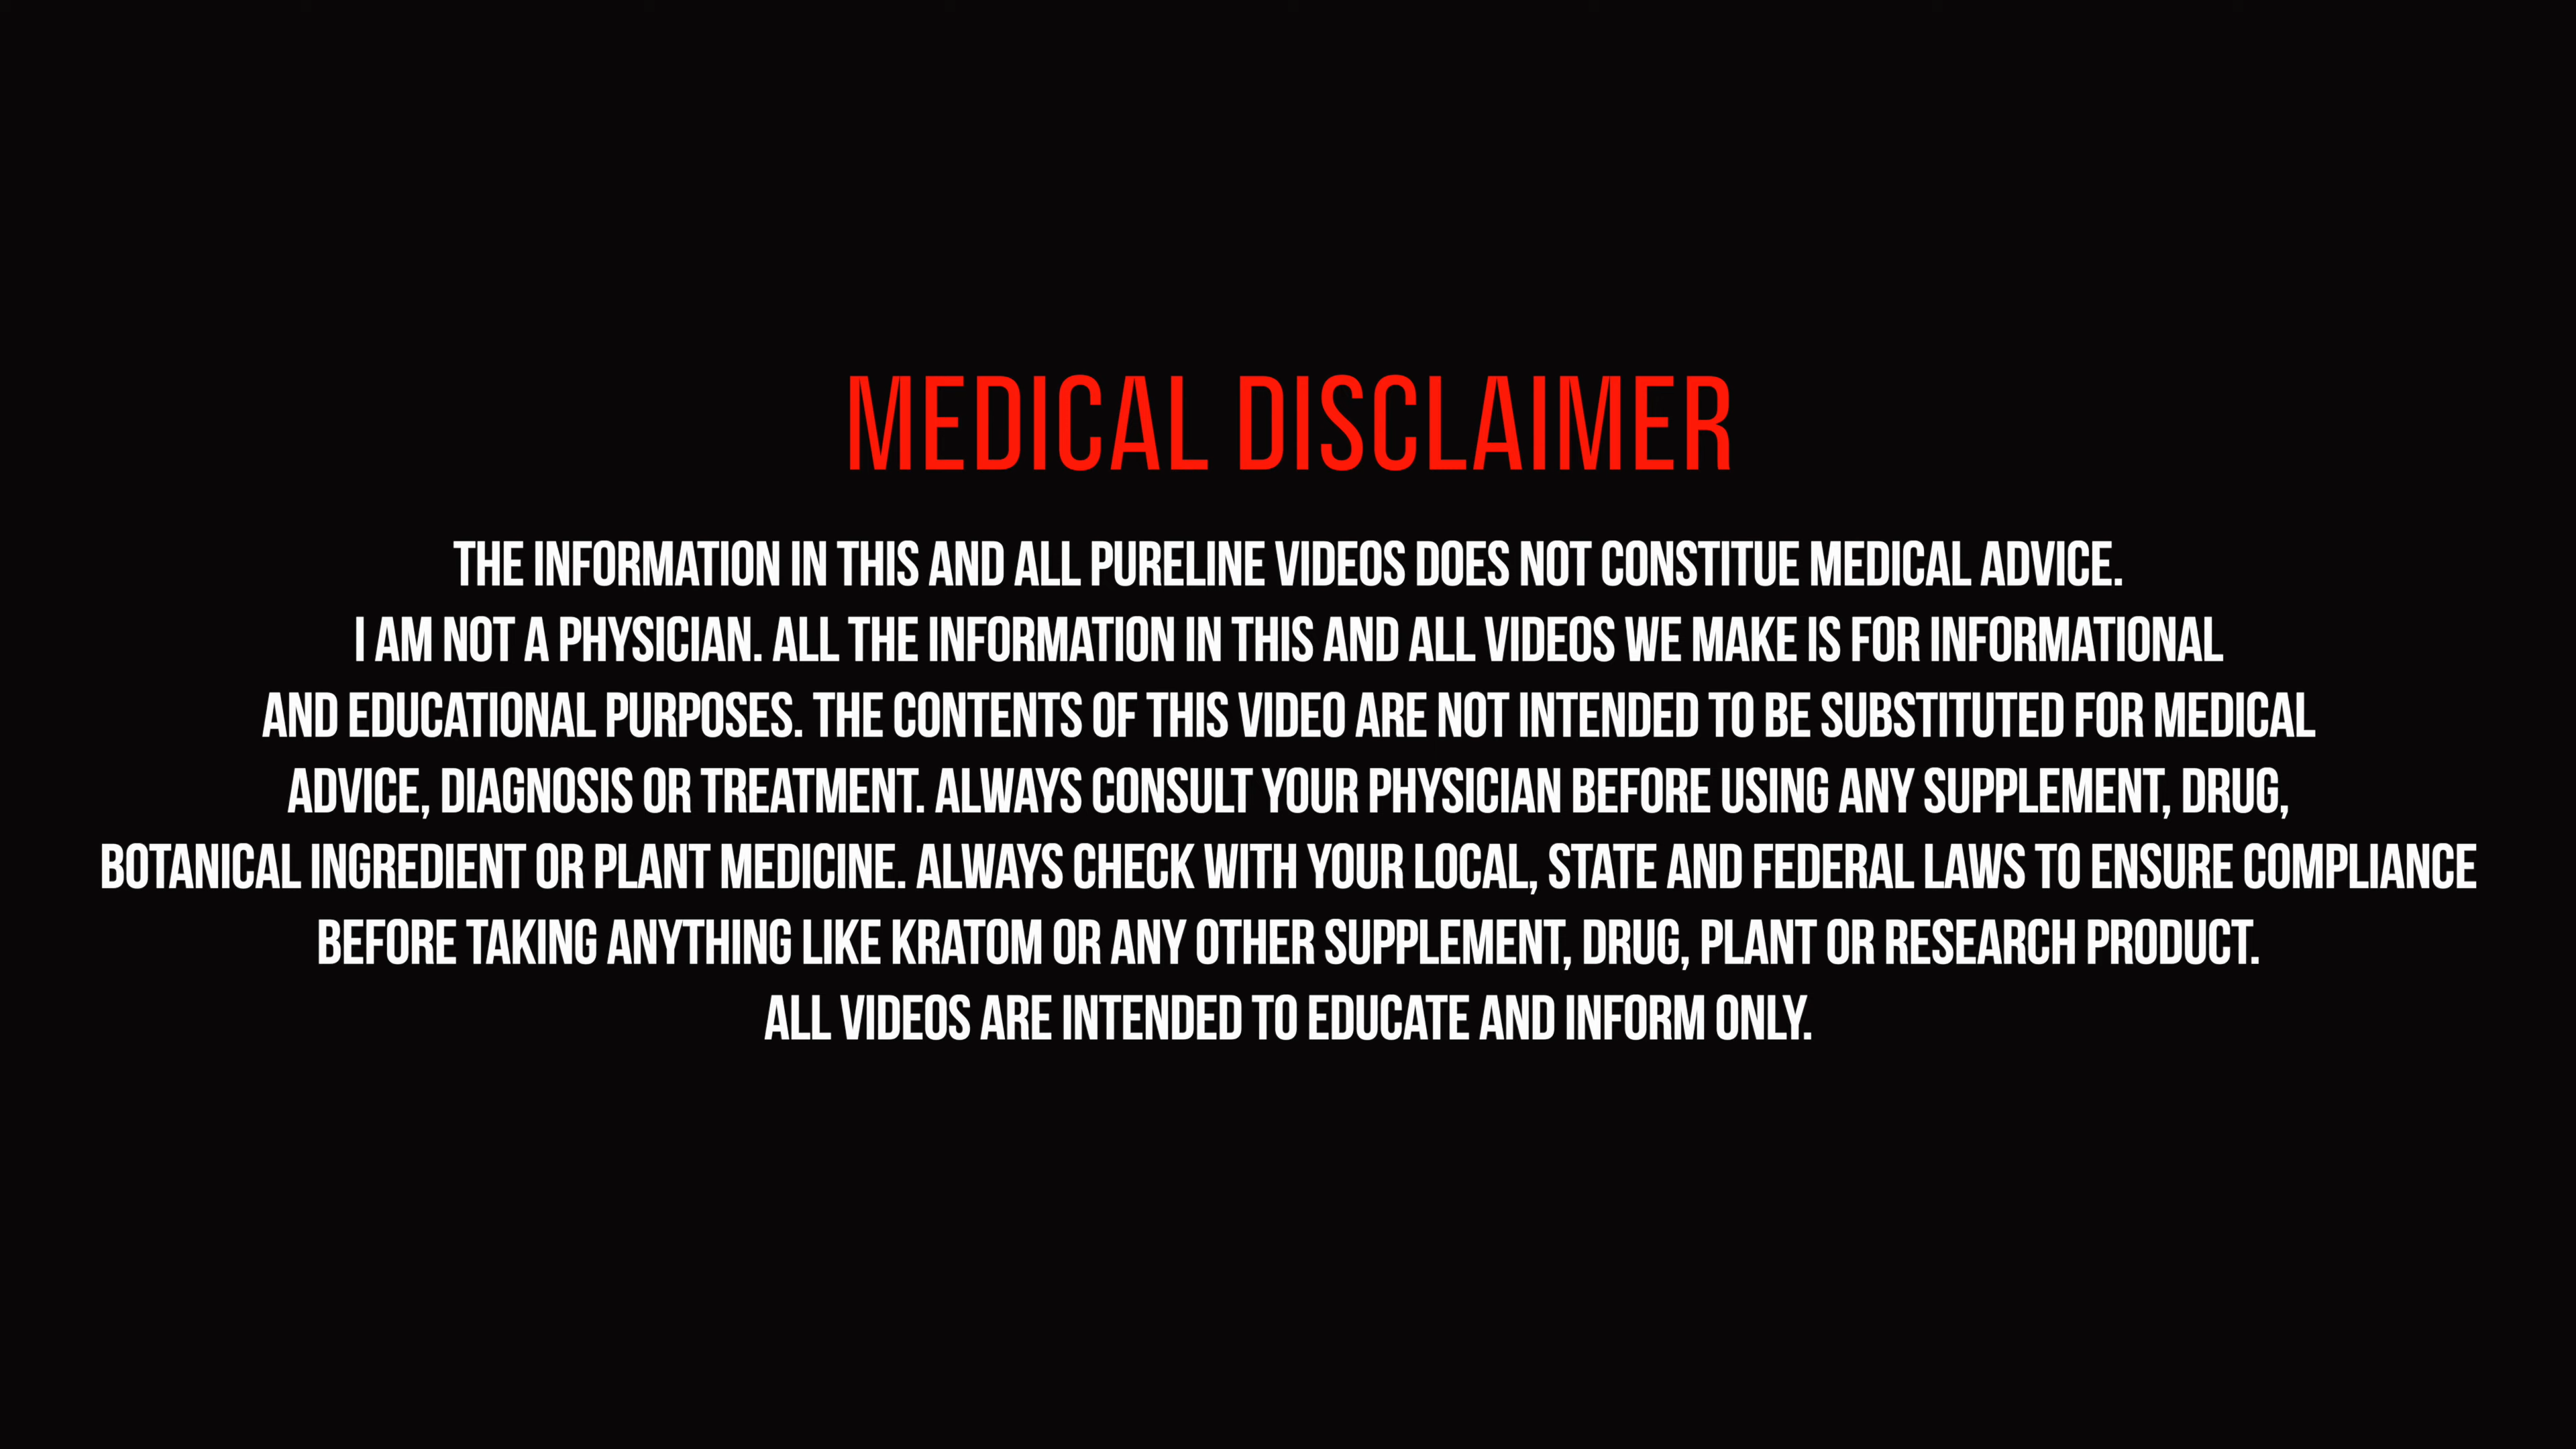 MEDICAL DISCLAIMER
THE INFORMATION IN THIS AND ALL PURELINE VIDEOS DOES NOT CONSTITUE MEDICAL ADVICE.
I AM NOT A PHYSICIAN. ALL THE INFORMATION IN THIS AND ALL VIDEOS WE MAKE IS FOR INFORMATIONAL
AND EDUCATIONAL PURPOSES. THE CONTENTS OF THIS VIDEO ARE NOT INTENDED TO BE SUBSTITUTED FOR MEDICAL
ADVICE, DIAGNOSIS OR TREATMENT. ALWAYS CONSULT YOUR PHYSICIAN BEFORE USING ANY SUPPLEMENT, DRUG,
BOTANICAL INGREDIENT OR PLANT MEDICINE. ALWAYS CHECK WITH YOUR LOCAL, STATE AND FEDERAL LAWS TO ENSURE COMPLIANCE
BEFORE TAKING ANYTHING LIKE KRATOM OR ANY OTHER SUPPLEMENT, DRUG, PLANT OR RESEARCH PRODUCT.
ALL VIDEOS ARE INTENDED TO EDUCATE AND INFORM ONLY.